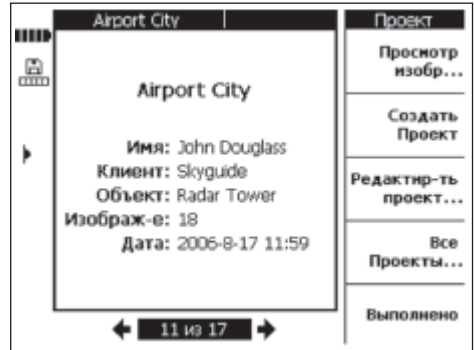 Airport City
Airport City
Имя: John Douglass
Клиент: Skyguide
Объект: Radar Tower
Изображ-е: 18
Дата: 2006-8-17 11:59
11 из 17
Проект
Просмотр
изобр...
Создать
Проект
Редактир-ть
проект...
Все
Проекты...
Выполнено